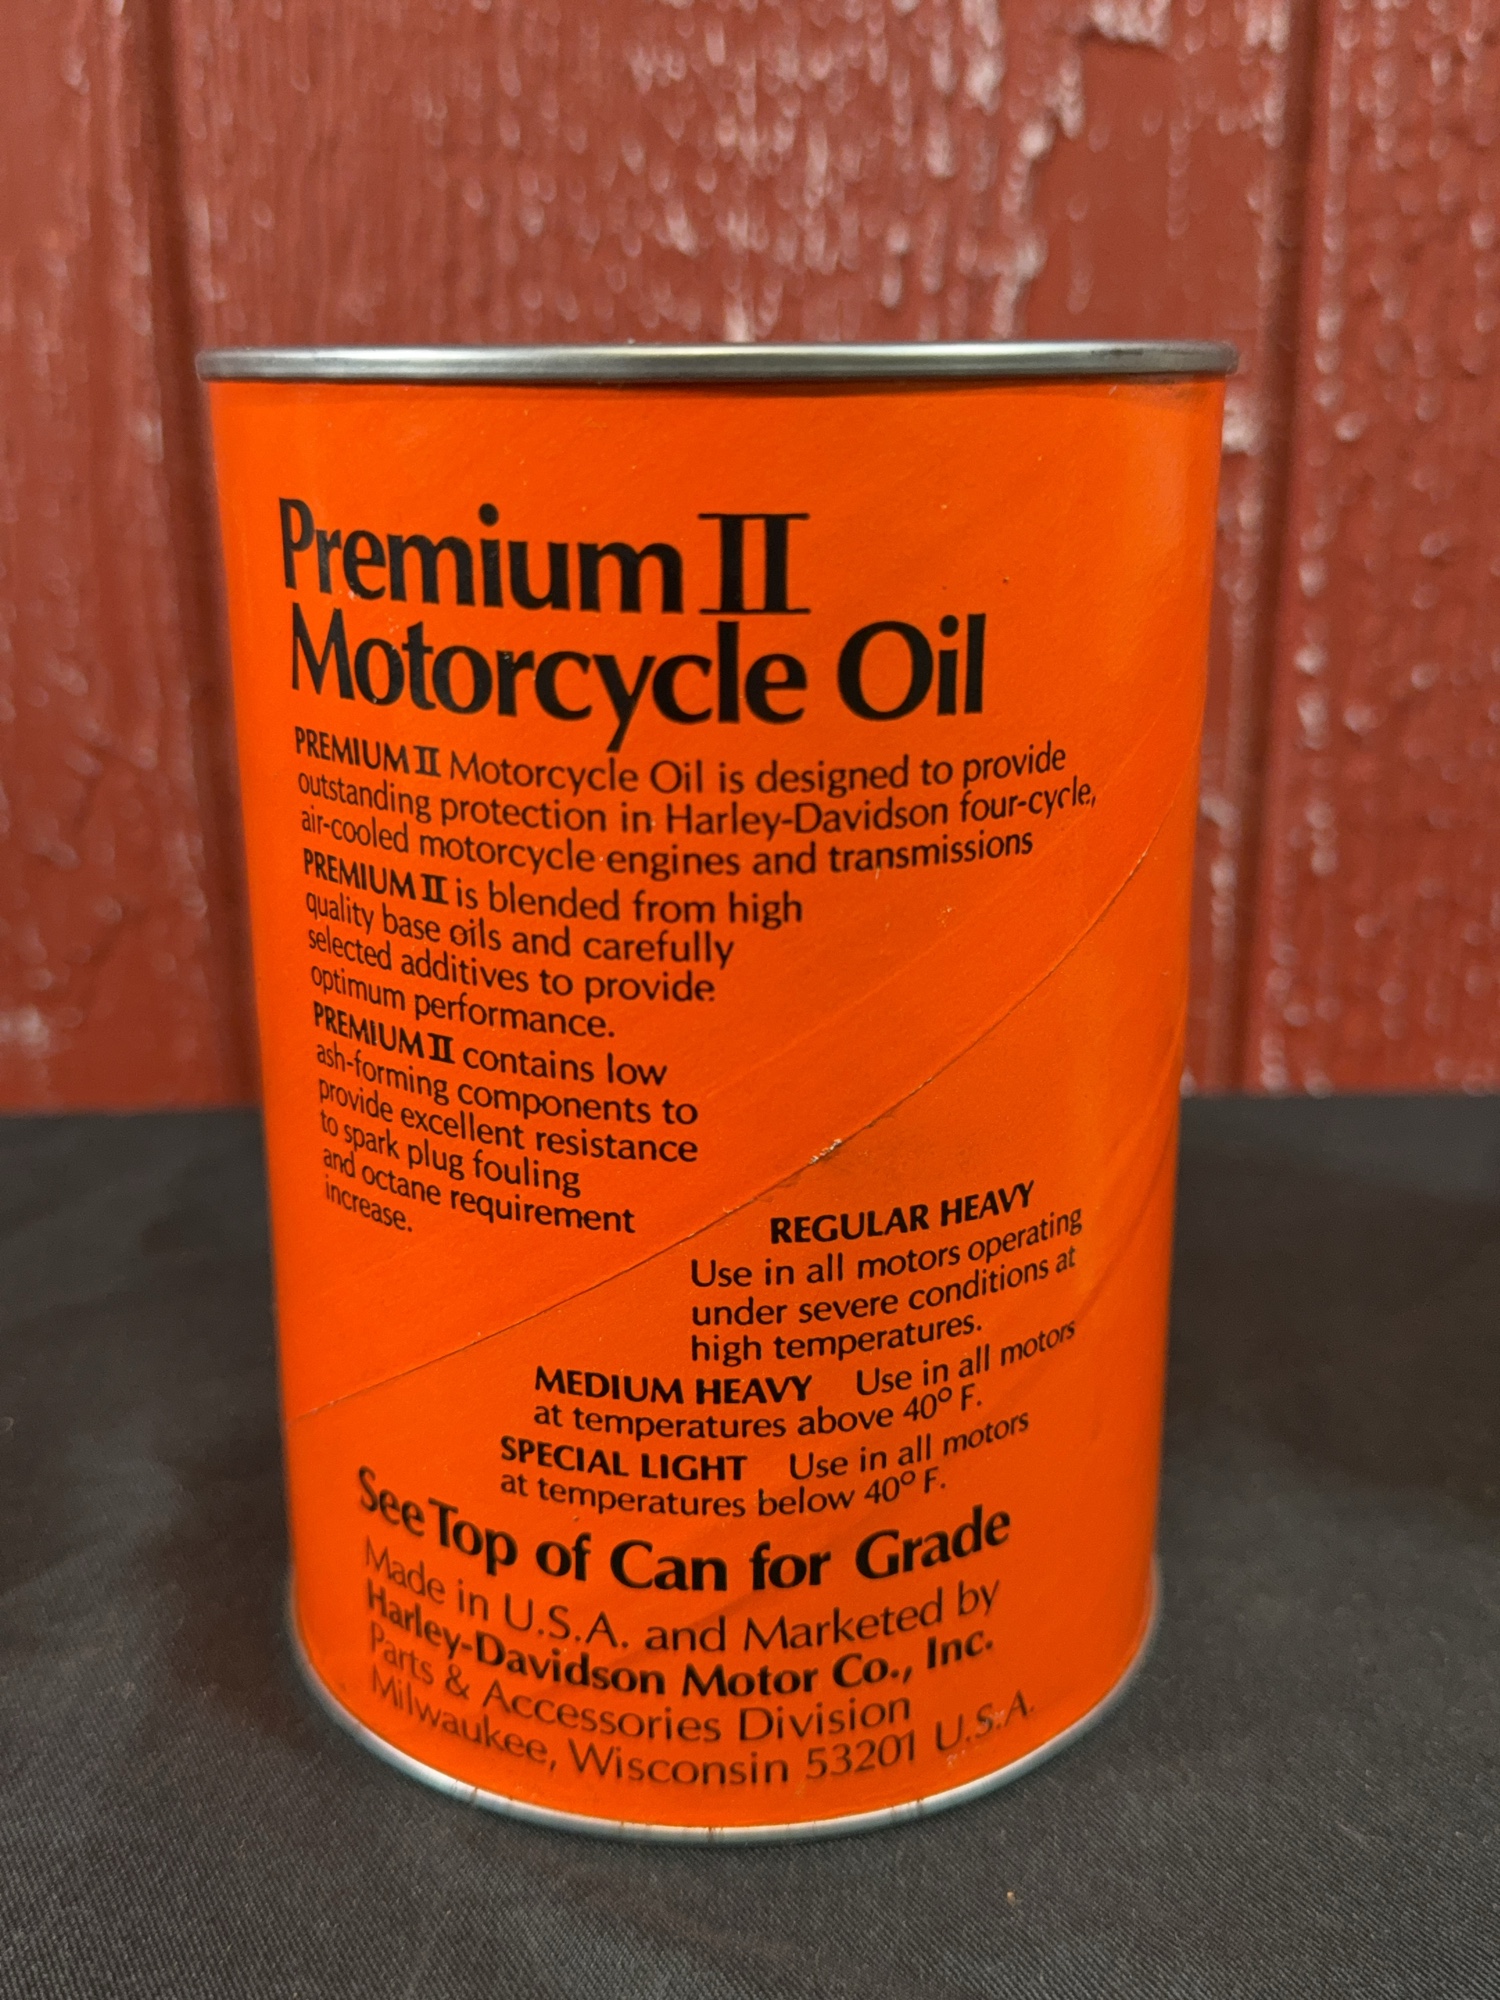 Premium II
Motorcycle Oil
PREMIUM II Motorcycle Oil is designed to provide
outstanding protection in Harley-Davidson four-cycle,
air-cooled motorcycle engines and transmissions
PREMIUM II is blended from high
quality base oils and carefully
selected additives to provide
optimum performance.
PREMIUM II contains low
ash-forming components to
provide excellent resistance
to spark plug fouling
and octane requirement
increase.
REGULAR HEAVY
Use in all motors operating
under severe conditions at
high temperatures.
MEDIUM HEAVY Use in all motors
at temperatures above 40° F.
SPECIAL LIGHT Use in all motors
at temperatures below 40° F.
See Top of Can for Grade
Made in U.S.A. and Marketed by
Harley-Davidson Motor Co., Inc.
Parts & Accessories Division
Milwaukee, Wisconsin 53201 U.S.A.